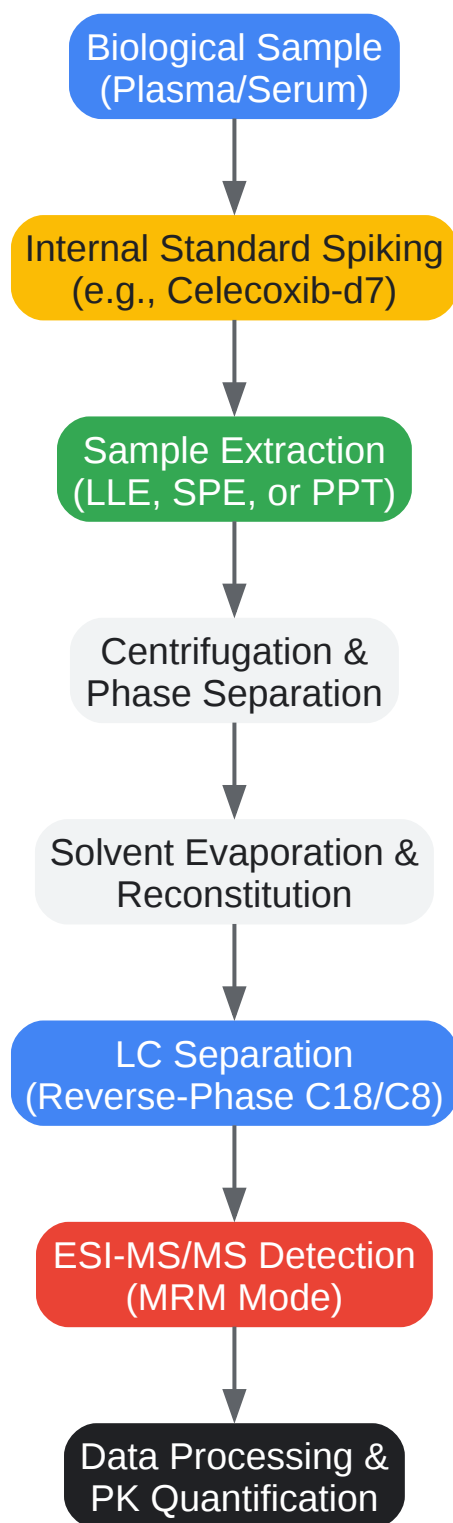 Biological Sample
(Plasma/Serum)
Internal Standard Spiking
(e.g., Celecoxib-d7)
Sample Extraction
(LLE, SPE, or PPT)
Centrifugation &
Phase Separation
Solvent Evaporation &
Reconstitution
LC Separation
(Reverse-Phase C18/C8)
ESI-MS/MS Detection
(MRM Mode)
Data Processing &
PK Quantification